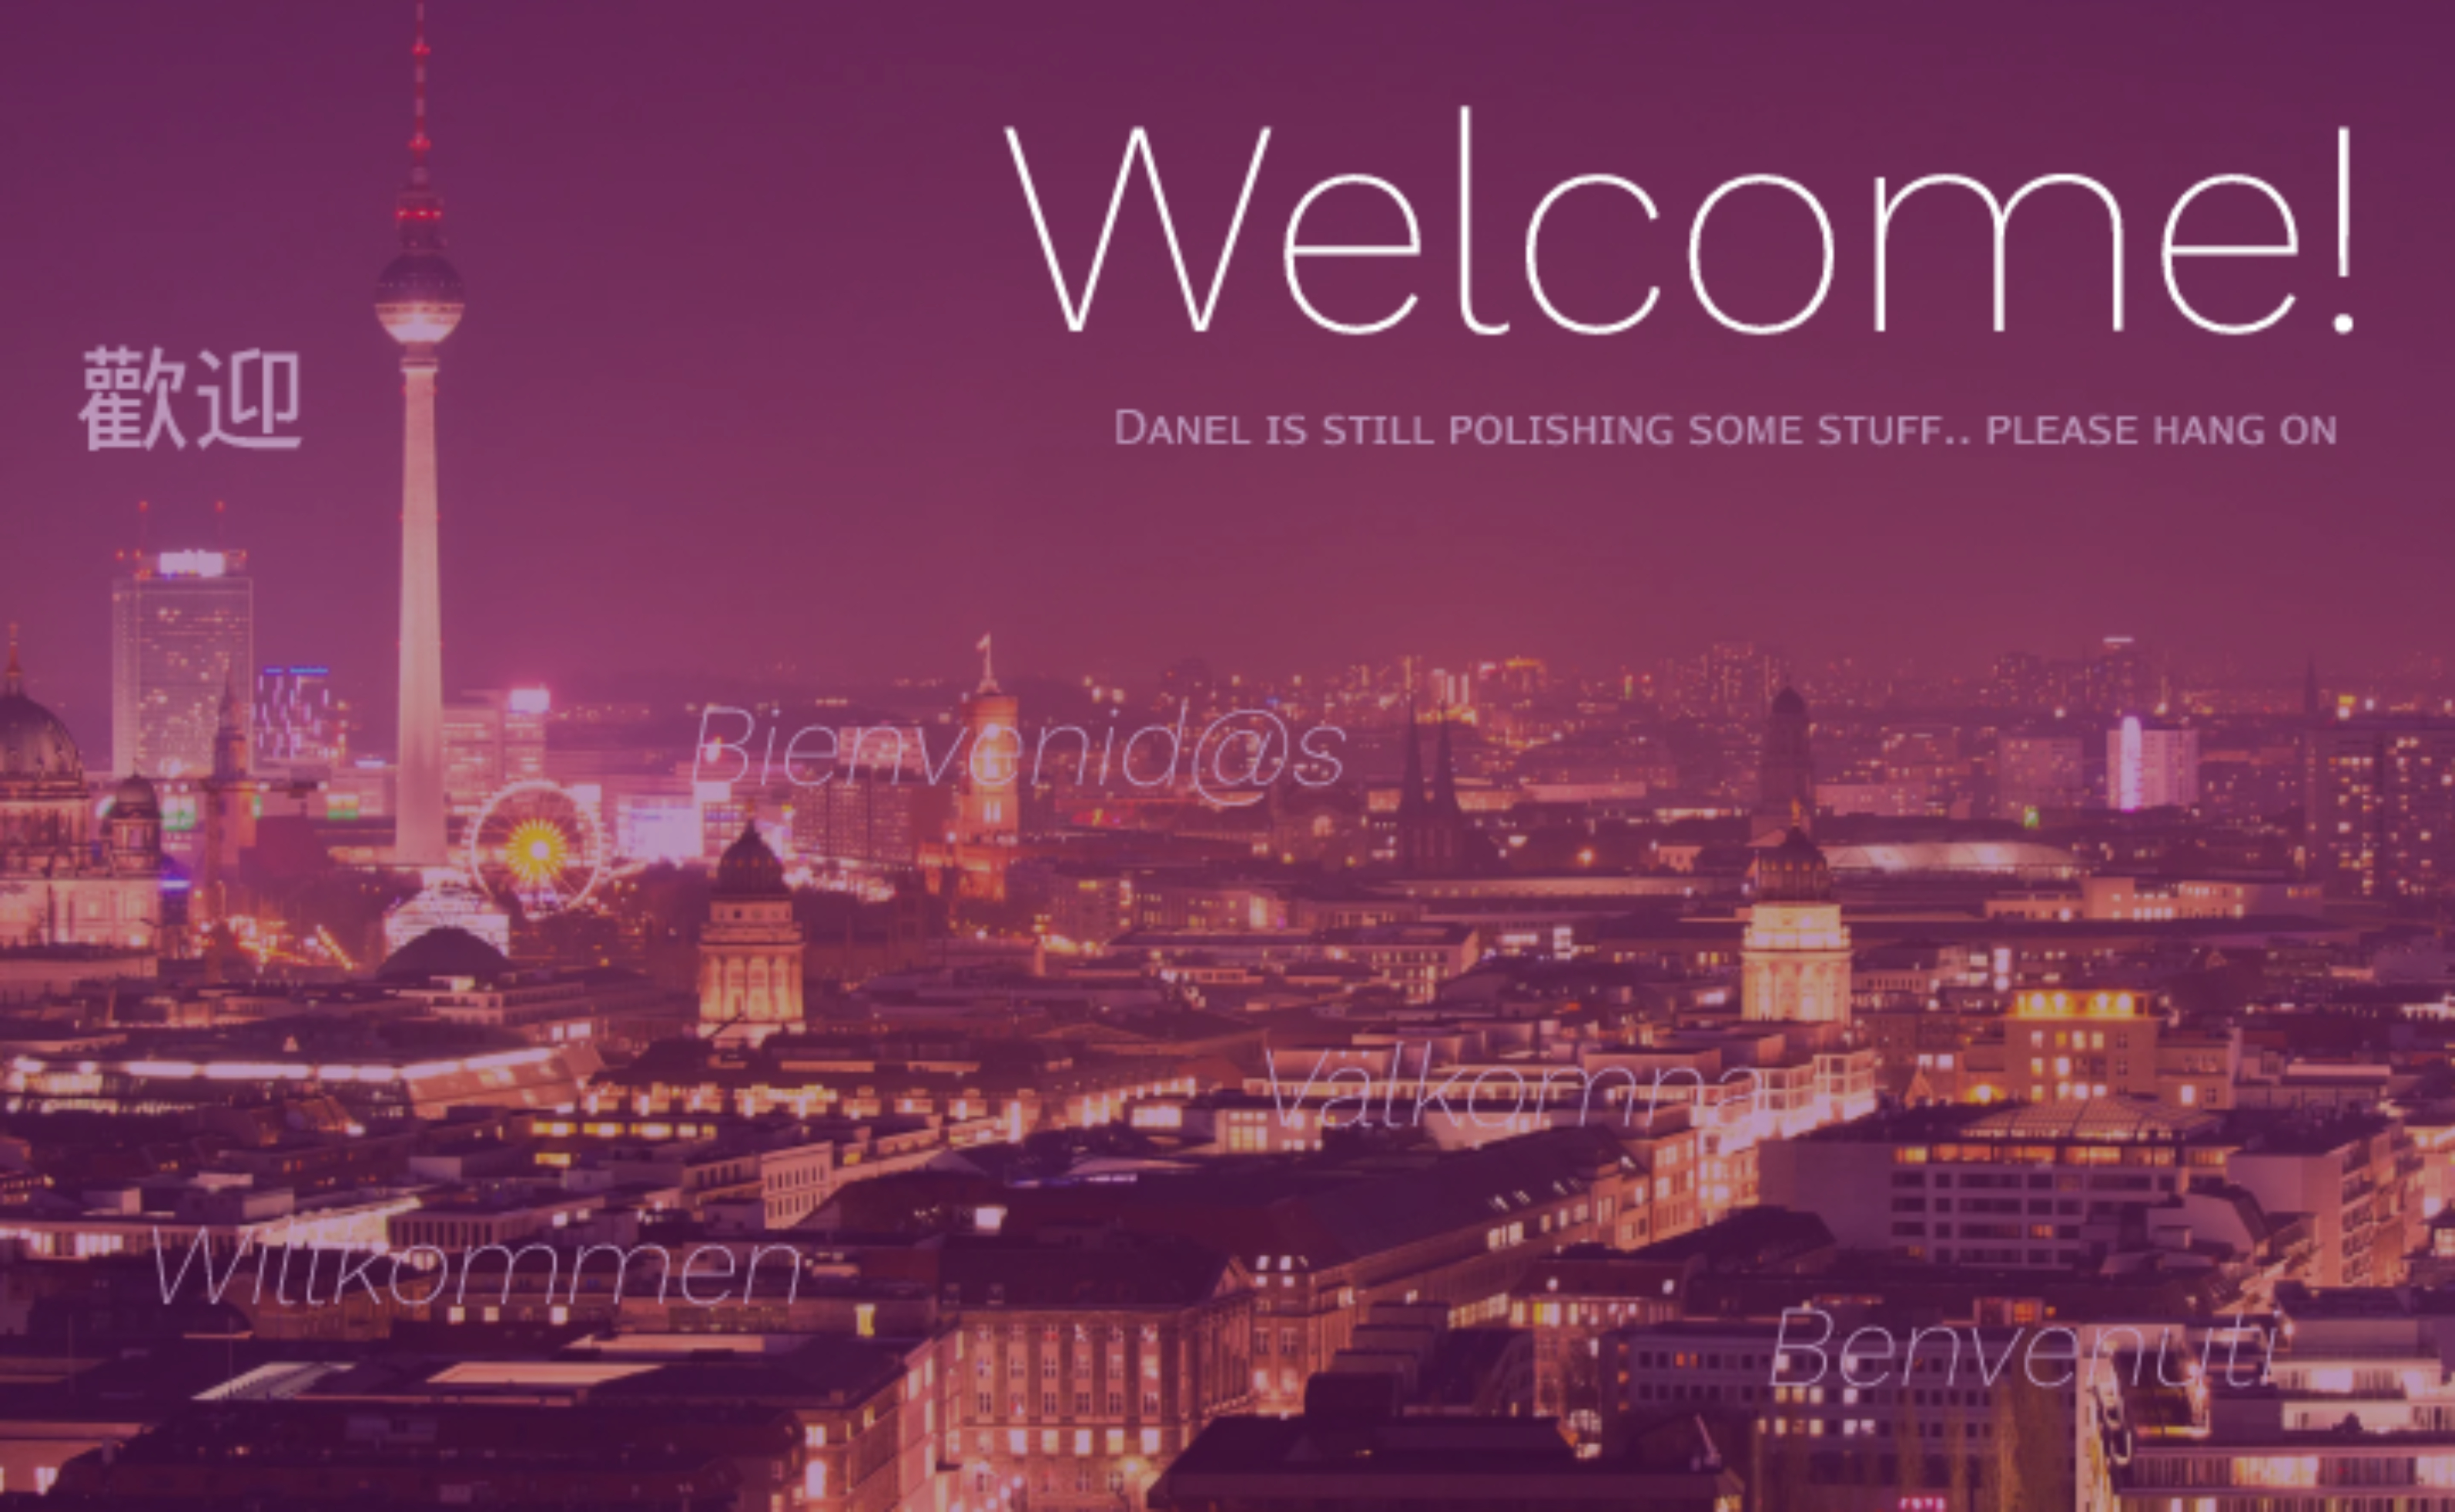 Welcome!
歡迎
Danel is still polishing some stuff.. please hang on
Bienvenid@s
Välkomna
Willkommen
Benvenuti